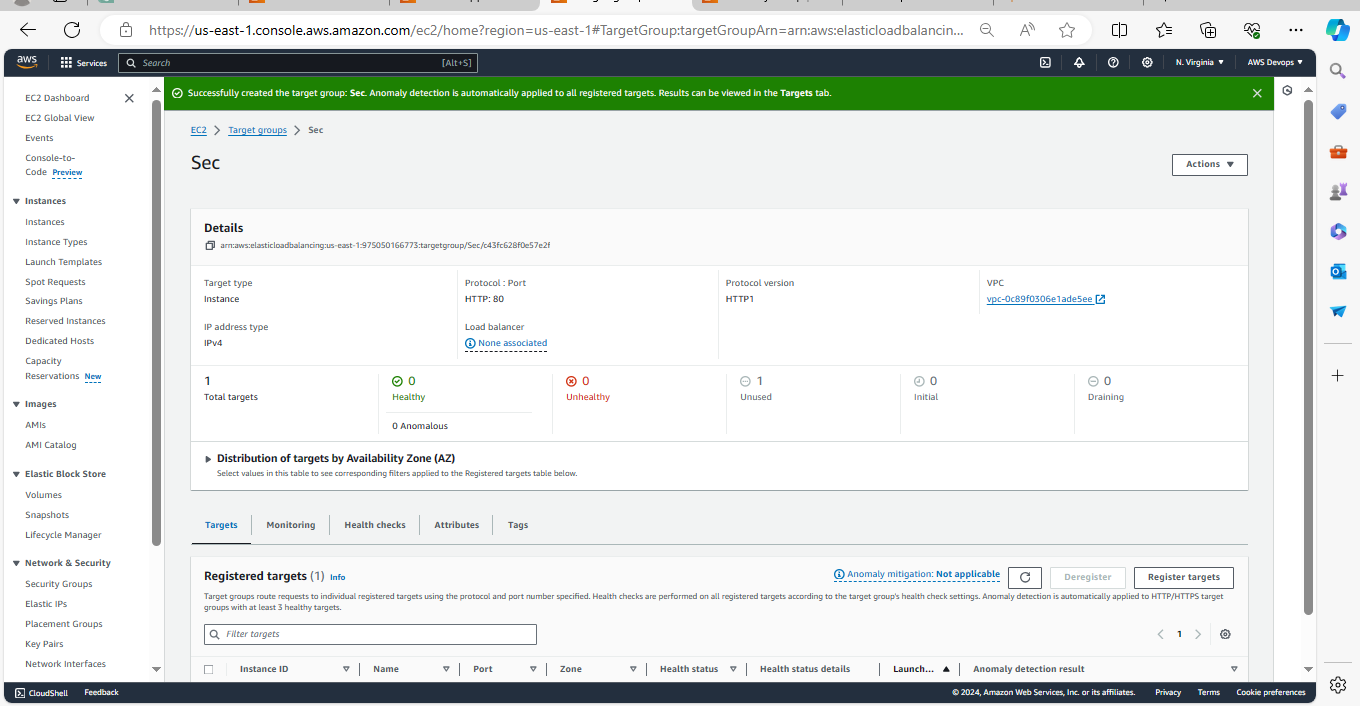 https://us-east-1.console.aws.amazon.com/ec2/home?region=us-east-1#TargetGroup:targetGroupArn=arn:aws:elasticloadbalancin...
aws
Services
Search
[Alt+S]
N. Virginia
AWS Devops
EC2 Dashboard
EC2 Global View
Events
Console-to-
Code Preview
Instances
Instances
Instance Types
Launch Templates
Spot Requests
Savings Plans
Reserved Instances
Dedicated Hosts
Capacity
Reservations New
Images
AMIs
AMI Catalog
Elastic Block Store
Volumes
Snapshots
Lifecycle Manager
Network & Security
Security Groups
Elastic IPs
Placement Groups
Key Pairs
Network Interfaces
Successfully created the target group: Sec. Anomaly detection is automatically applied to all registered targets. Results can be viewed in the Targets tab.
EC2 > Target groups > Sec
Sec
Actions
Details
arn:aws:elasticloadbalancing:us-east-1:975050166773:targetgroup/Sec/c43fc628f0e57e2f
Target type
Instance
Protocol : Port
HTTP: 80
Protocol version
HTTP1
VPC
vpc-0c89f0306e1ade5ee
IP address type
IPv4
Load balancer
None associated
1
Total targets
0
Healthy
0 Anomalous
0
Unhealthy
1
Unused
0
Initial
0
Draining
Distribution of targets by Availability Zone (AZ)
Select values in this table to see corresponding filters applied to the Registered targets table below.
Targets
Monitoring
Health checks
Attributes
Tags
Registered targets (1) Info
Anomaly mitigation: Not applicable
Deregister
Register targets
Target groups route requests to individual registered targets using the protocol and port number specified. Health checks are performed on all registered targets according to the target group's health check settings. Anomaly detection is automatically applied to HTTP/HTTPS target
groups with at least 3 healthy targets.
Filter targets
1
Instance ID
Name
Port
Zone
Health status
Health status details
Launch...
Anomaly detection result
CloudShell
Feedback
© 2024, Amazon Web Services, Inc. or its affiliates.
Privacy
Terms
Cookie preferences